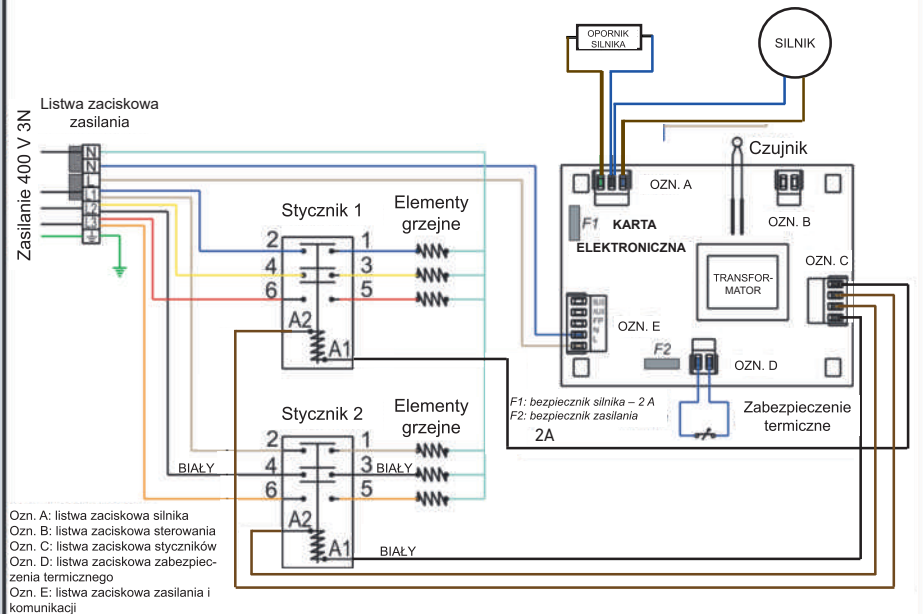 OPORNIK
SILNIKA
SILNIK
Listwa zaciskowa
zasilania
Zasilanie 400 V 3N
N
N
L
L1
L2
L3
Czujnik
OZN. A
OZN. B
F1
KARTA
ELEKTRONICZNA
OZN. C
TRANSFOR-
MATOR
Stycznik 1
Elementy
grzejne
2
1
4
3
6
5
A2
A1
OZN. E
N
L
F2
OZN. D
F1: bezpiecznik silnika – 2 A
F2: bezpiecznik zasilania
2A
Zabezpieczenie
termiczne
Stycznik 2
Elementy
grzejne
2
1
BIAŁY
4
3
BIAŁY
6
5
A2
A1
BIAŁY
Ozn. A: listwa zaciskowa silnika
Ozn. B: listwa zaciskowa sterowania
Ozn. C: listwa zaciskowa styczników
Ozn. D: listwa zaciskowa zabezpiec-
zenia termicznego
Ozn. E: listwa zaciskowa zasilania i
komunikacji